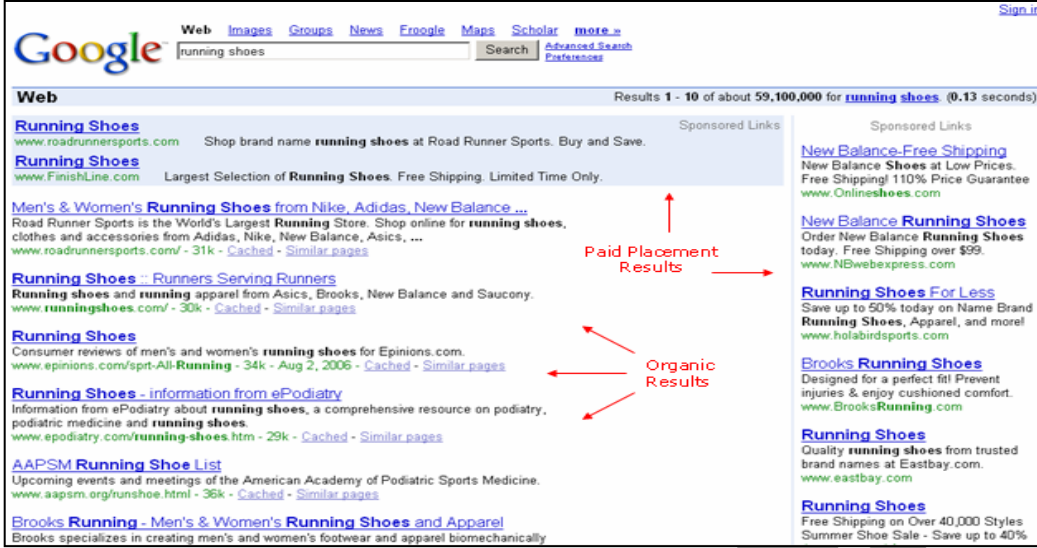 Sign in
Google
Web Images Groups News Froogle Maps Scholar more »
running shoes Search Advanced Search
Preferences
Web Results 1 - 10 of about 59,100,000 for running shoes. (0.13 seconds)
Running Shoes Sponsored Links
www.roadrunnersports.com Shop brand name running shoes at Road Runner Sports. Buy and Save.
Running Shoes
www.FinishLine.com Largest Selection of Running Shoes. Free Shipping. Limited Time Only.
Men's & Women's Running Shoes from Nike, Adidas, New Balance ...
Road Runner Sports is the World's Largest Running Store. Shop online for running shoes,
clothes and accessories from Adidas, Nike, New Balance, Asics, ...
www.roadrunnersports.com/ - 31k - Cached - Similar pages
Running Shoes :: Runners Serving Runners
Running shoes and running apparel from Asics, Brooks, New Balance and Saucony.
www.runningshoes.com/ - 30k - Cached - Similar pages
Running Shoes
Consumer reviews of men's and women's running shoes for Epinions.com.
www.epinions.com/sprt-All-Running - 34k - Aug 2, 2006 - Cached - Similar pages
Running Shoes - information from ePodiatry
Information from ePodiatry about running shoes, a comprehensive resource on podiatry,
podiatric medicine and running shoes.
www.epodiatry.com/running-shoes.htm - 29k - Cached - Similar pages
AAPSM Running Shoe List
Upcoming events and meetings of the American Academy of Podiatric Sports Medicine.
www.aapsm.org/runshoe.html - 36k - Cached - Similar pages
Brooks Running - Men's & Women's Running Shoes and Apparel
Brooks specializes in creating men's and women's footwear and apparel biomechanically
Paid Placement
Results
Organic
Results
Sponsored Links
New Balance-Free Shipping
New Balance Shoes at Low Prices.
Free Shipping! 110% Price Guarantee
www.Onlineshoes.com
New Balance Running Shoes
Order New Balance Running Shoes
today. Free Shipping over $99.
www.NBwebexpress.com
Running Shoes For Less
Save up to 50% today on Name Brand
Running Shoes, Apparel, and more!
www.holabirdsports.com
Brooks Running Shoes
Designed for a perfect fit! Prevent
injuries & enjoy cushioned comfort.
www.BrooksRunning.com
Running Shoes
Quality running shoes from trusted
brand names at Eastbay.com.
www.eastbay.com
Running Shoes
Free Shipping on Over 40,000 Styles
Summer Shoe Sale - Save up to 40%